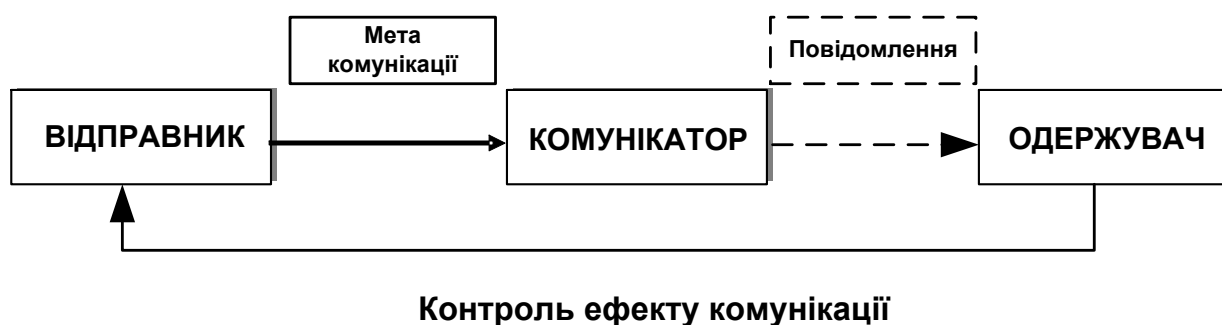 Мета
комунікації
Повідомлення
ВІДПРАВНИК
КОМУНІКАТОР
ОДЕРЖУВАЧ
Контроль ефекту комунікації